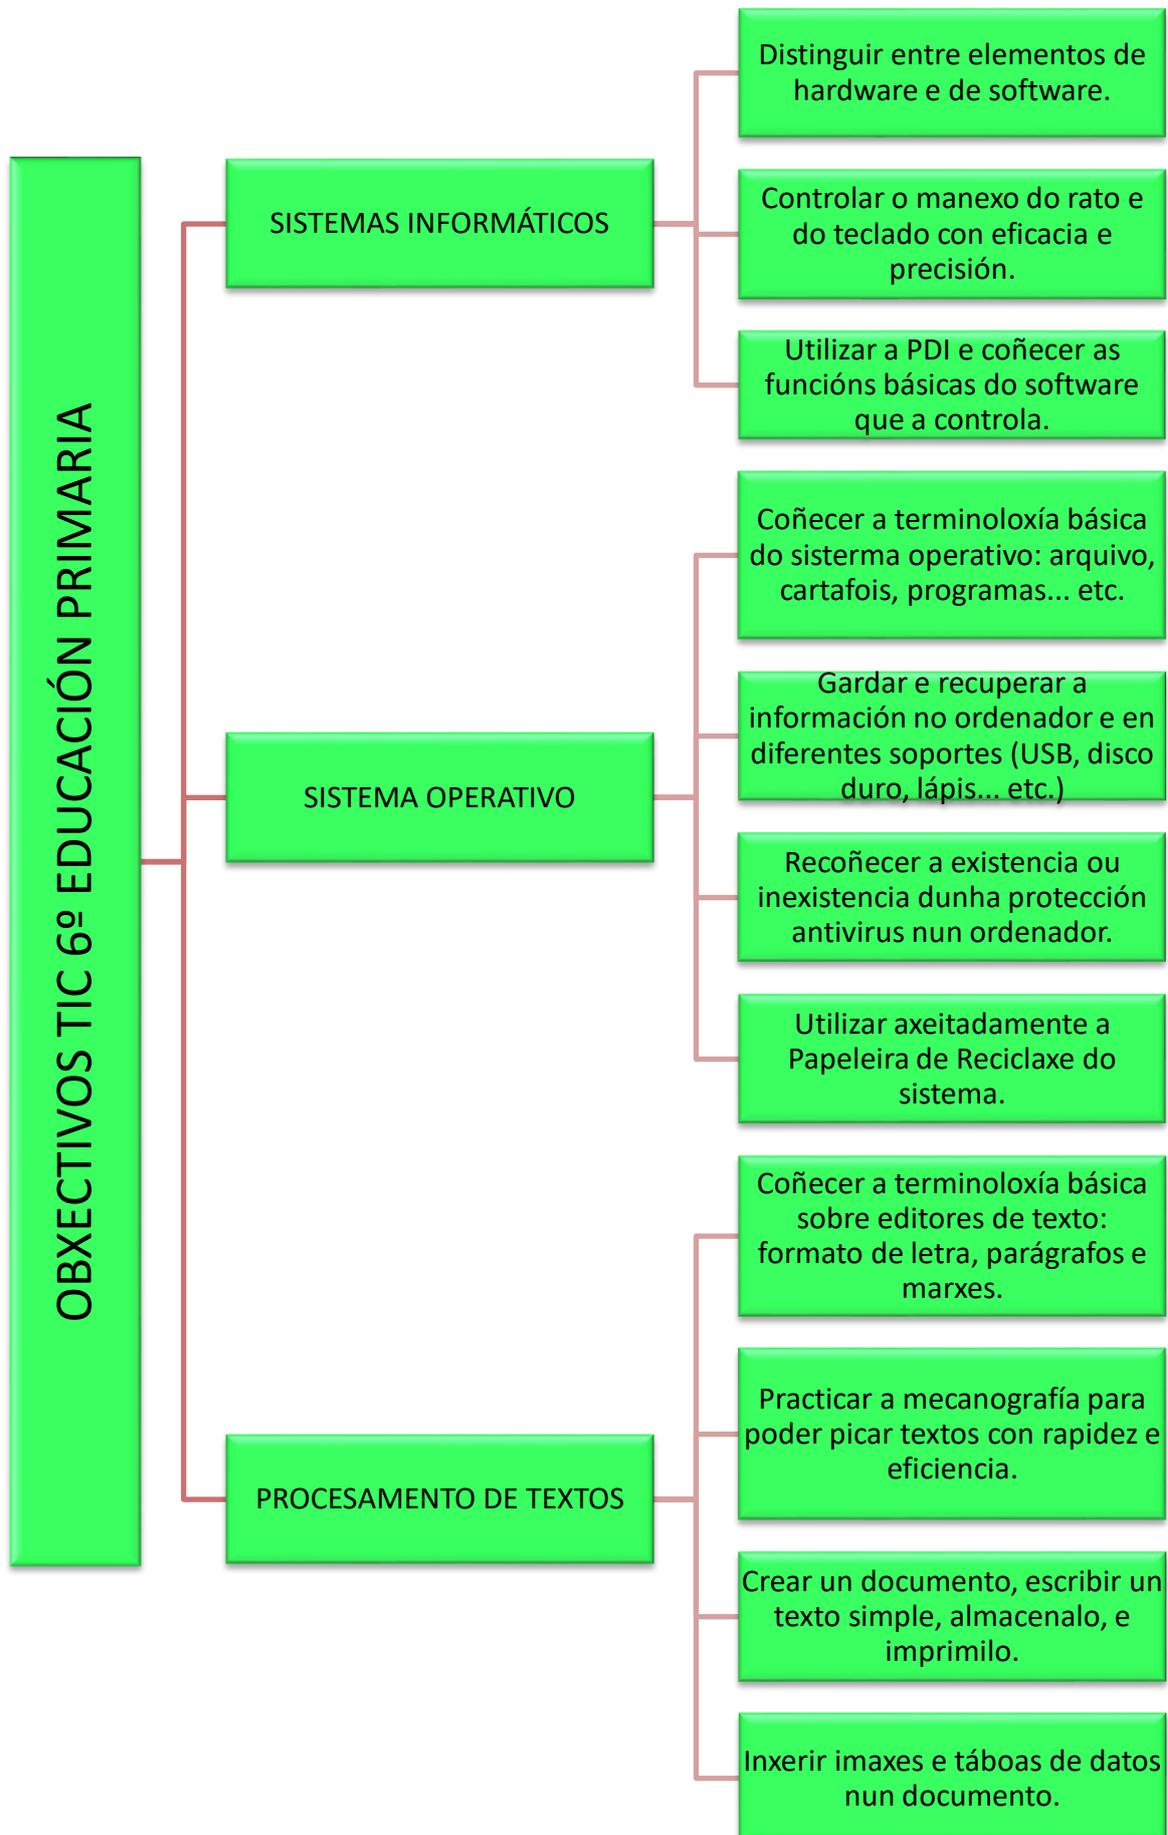 OBXECTIVOS TIC 6º EDUCACIÓN PRIMARIA
SISTEMAS INFORMÁTICOS
Distinguir entre elementos de
hardware e de software.
Controlar o manexo do rato e
do teclado con eficacia e
precisión.
Utilizar a PDI e coñecer as
funcións básicas do software
que a controla.
SISTEMA OPERATIVO
Coñecer a terminoloxía básica
do sisterma operativo: arquivo,
cartafois, programas... etc.
Gardar e recuperar a
información no ordenador e en
diferentes soportes (USB, disco
duro, lápis... etc.)
Recoñecer a existencia ou
inexistencia dunha protección
antivirus nun ordenador.
Utilizar axeitadamente a
Papeleira de Reciclaxe do
sistema.
PROCESAMENTO DE TEXTOS
Coñecer a terminoloxía básica
sobre editores de texto:
formato de letra, parágrafos e
marxes.
Practicar a mecanografía para
poder picar textos con rapidez e
eficiencia.
Crear un documento, escribir un
texto simple, almacenalo, e
imprimilo.
Inxerir imaxes e táboas de datos
nun documento.